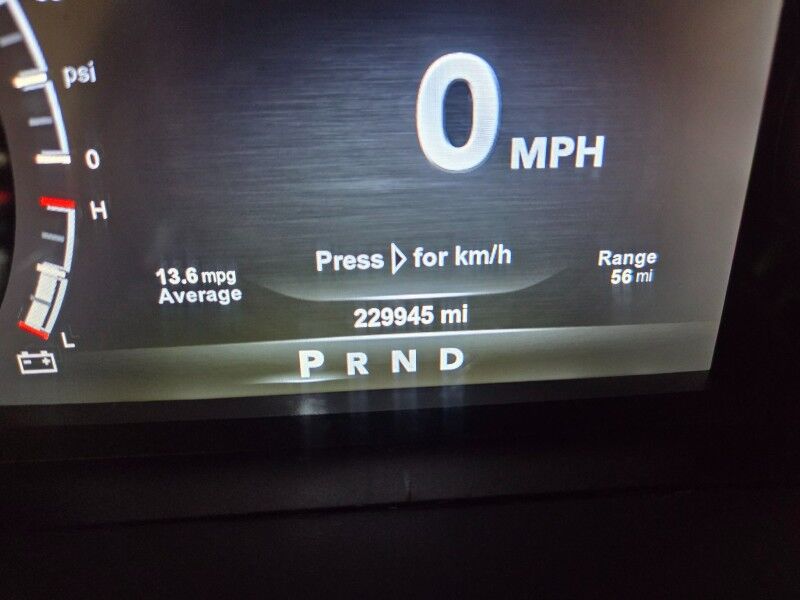 psi
0
H
L
0 MPH
Press ▷ for km/h
13.6 mpg
Average
Range
56 mi
229945 mi
P R N D